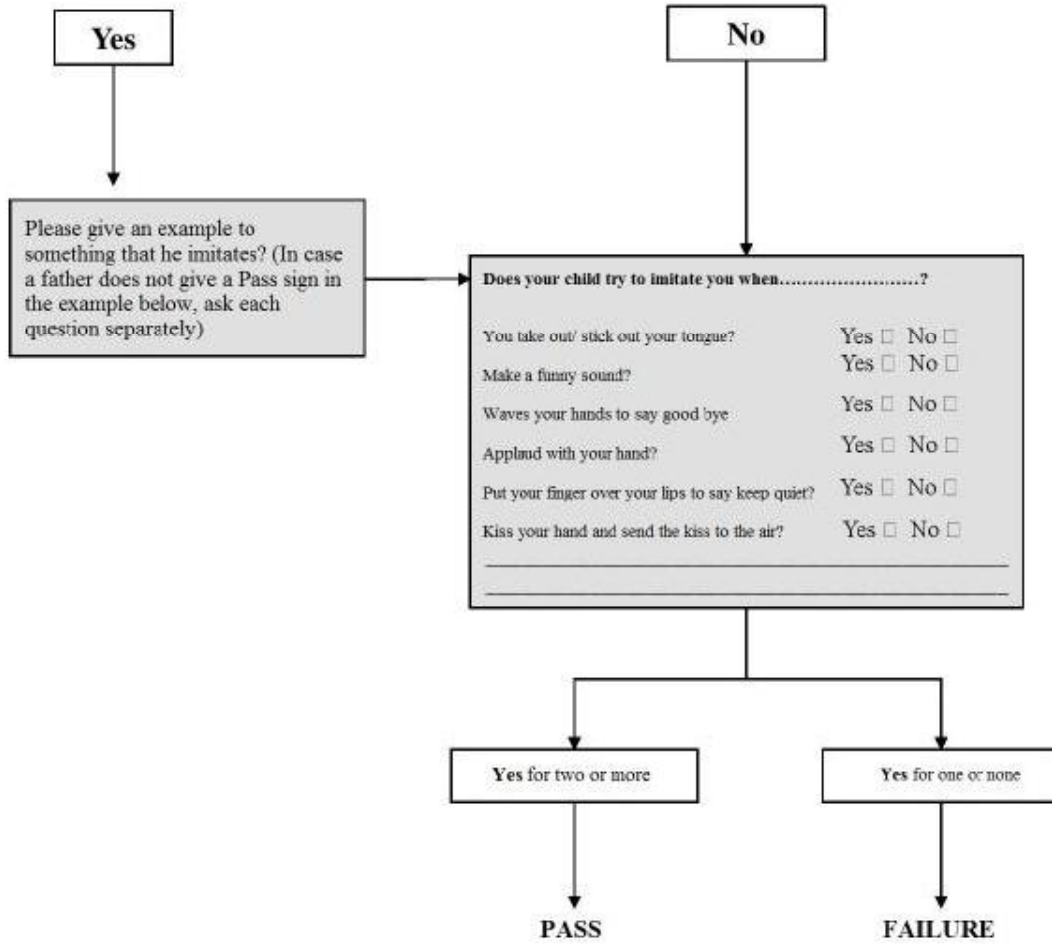 Yes
No
Please give an example to
something that he imitates? (In case
a father does not give a Pass sign in
the example below, ask each
question separately)
Does your child try to imitate you when……………………?
You take out/ stick out your tongue? Yes □ No □
Make a funny sound? Yes □ No □
Waves your hands to say good bye Yes □ No □
Applaud with your hand? Yes □ No □
Put your finger over your lips to say keep quiet? Yes □ No □
Kiss your hand and send the kiss to the air? Yes □ No □
Yes for two or more
Yes for one or none
PASS
FAILURE